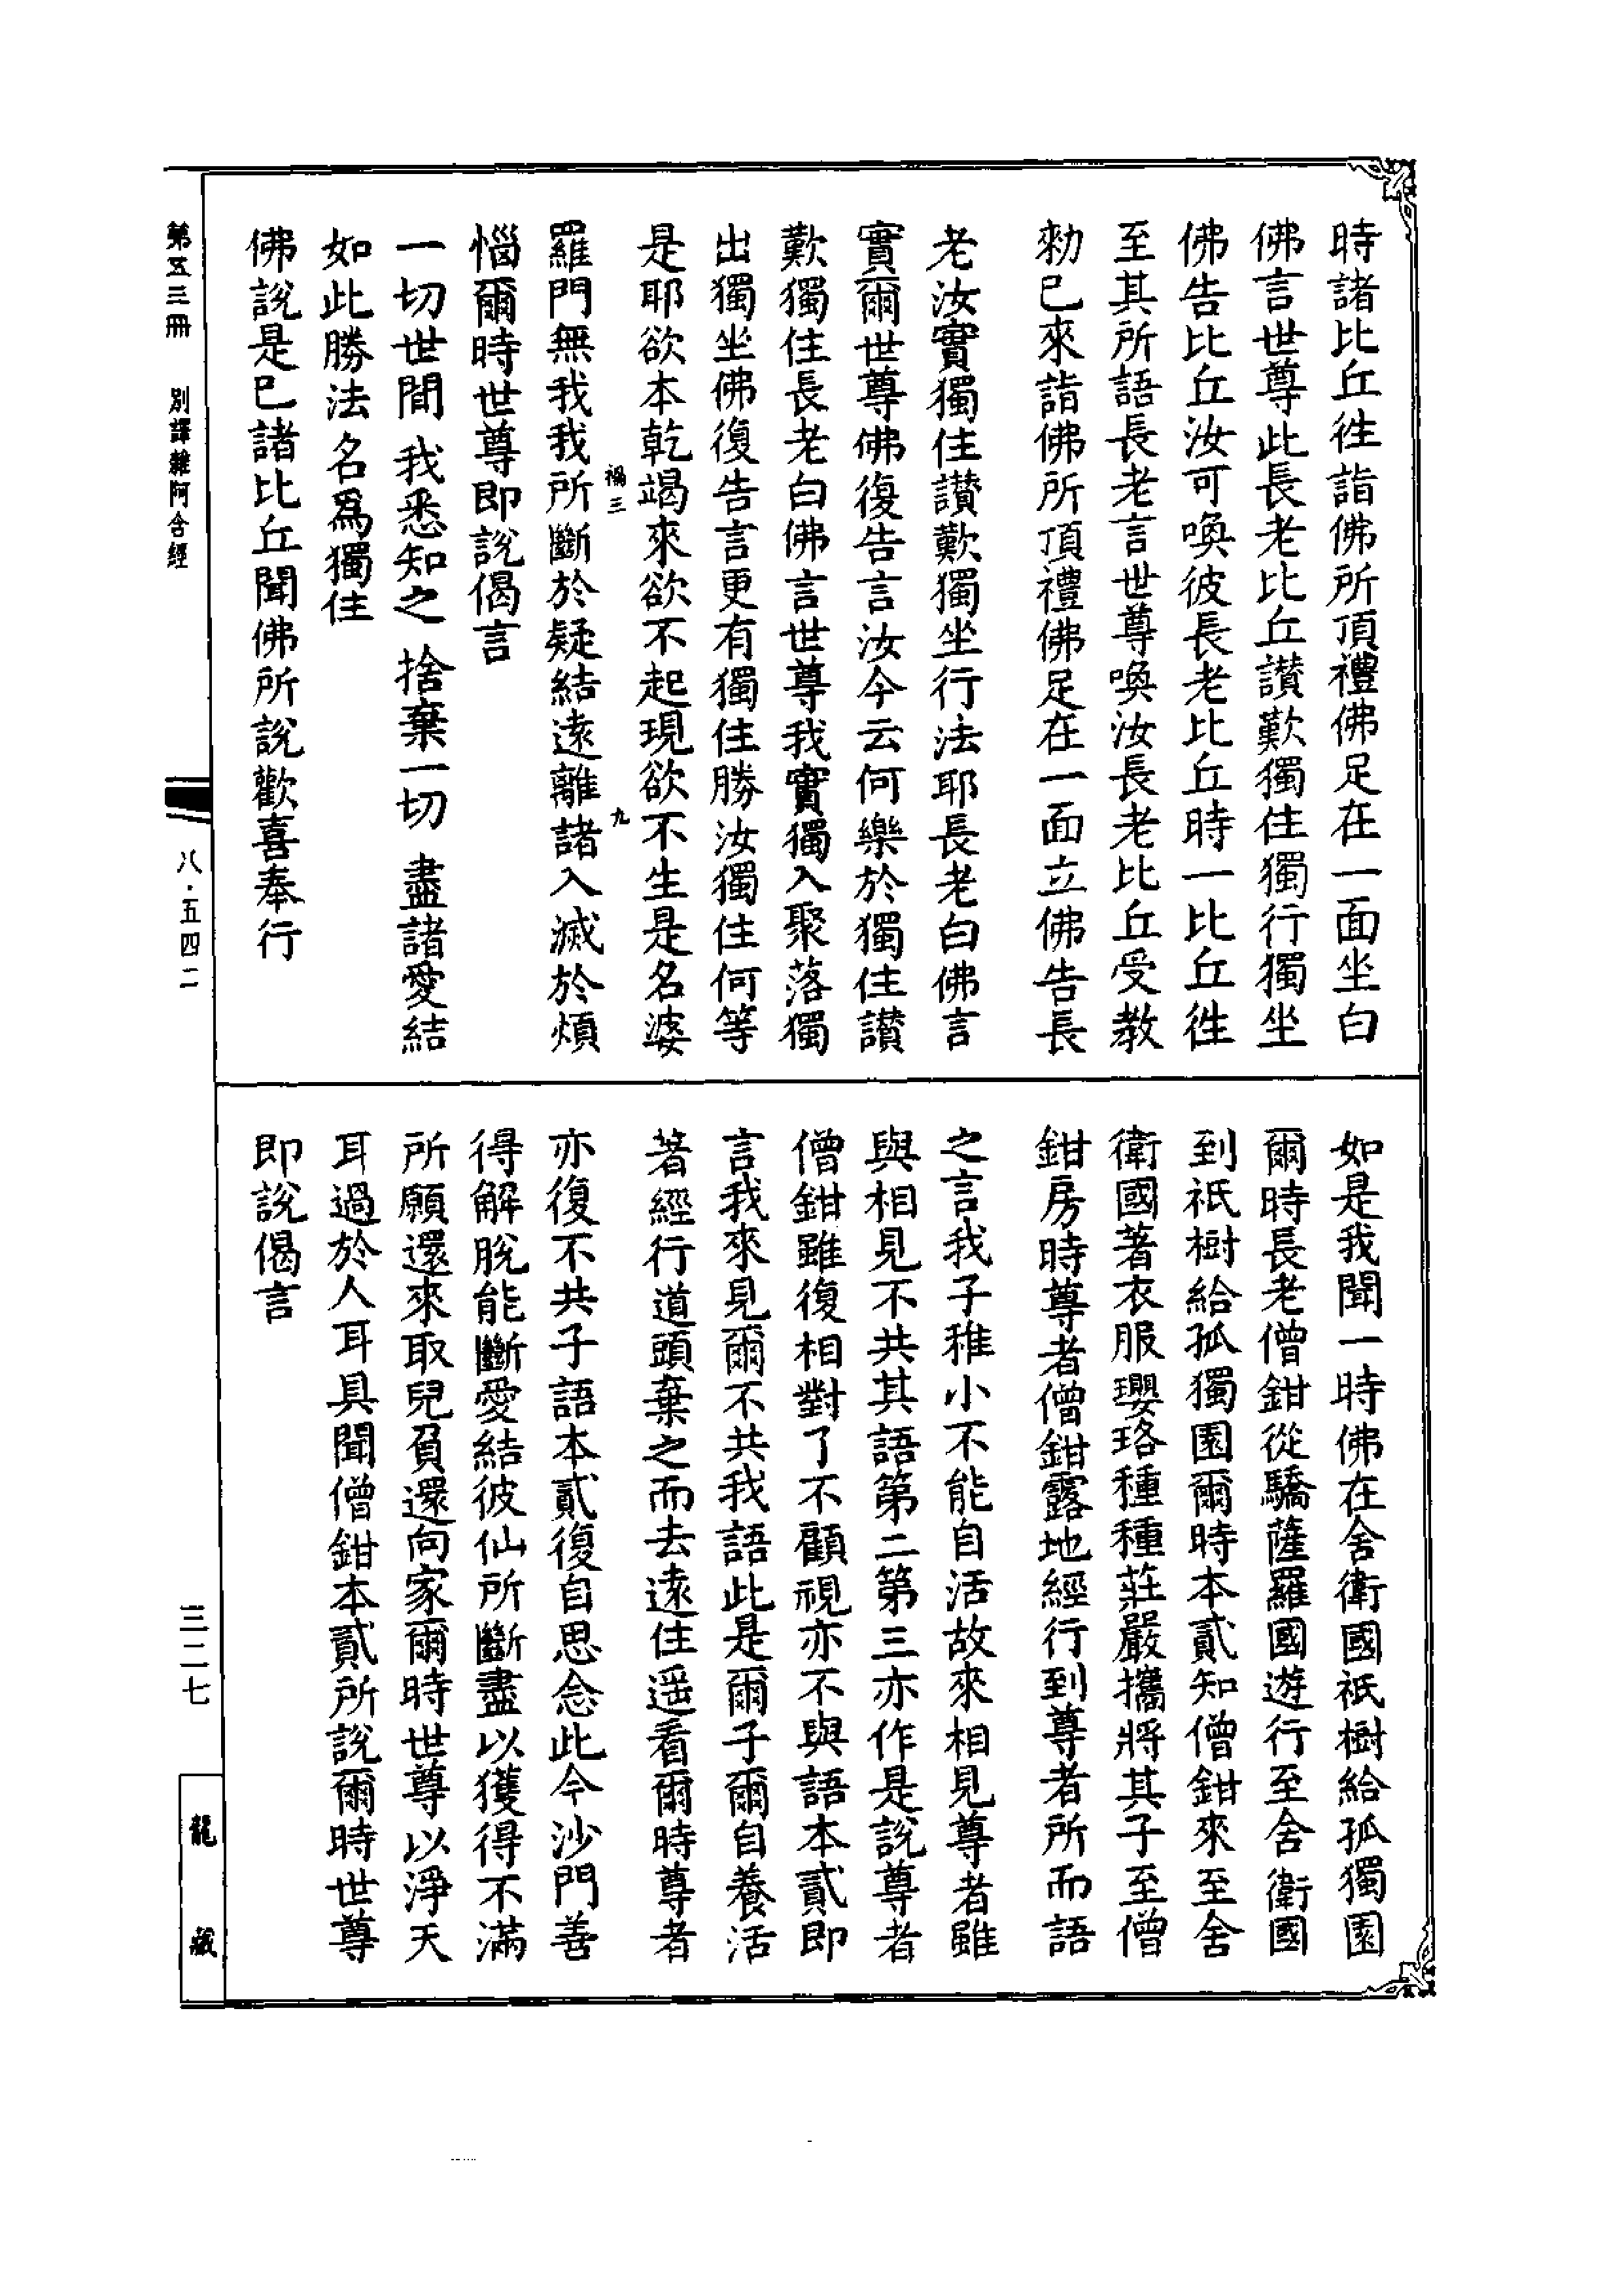 時諸比丘徃詣佛所頂禮佛足在一面坐白
佛言世尊此長老比丘讃歎獨住獨行獨坐
佛告比丘汝可喚彼長老比丘時一比丘徃
至其所語長老言世尊喚汝長老比丘受教
勑已來詣佛所頂禮佛足在一面立佛告長
老汝實獨住讃歎獨坐行法耶長老白佛言
實爾世尊佛復告言汝今云何樂於獨住讃
歎獨住長老白佛言世尊我實獨入聚落獨
出獨坐佛復告言更有獨住勝汝獨住何等
是耶欲本乾竭來欲不起現欲不生是名婆
羅門無我我所斷於疑結逺離諸入滅於煩
惱爾時世尊即說偈言
一切世間 我悉知之 捨棄一切 盡諸愛結
如此勝法 名爲獨住
佛說是已諸比丘聞佛所說歡喜奉行
禍三
九
如是我聞一時佛在舍衛國祇樹給孤獨園
爾時長老僧鉗從驕薩羅國遊行至舍衛國
到祇樹給孤獨園爾時本貳知僧鉗來至舍
衛國著衣服瓔珞種種莊嚴攜將其子至僧
鉗房時尊者僧鉗露地經行到尊者所而語
之言我子稚小不能自活故來相見尊者雖
與相見不共其語第二第三亦作是說尊者
僧鉗雖復相對了不顧視亦不與語本貳即
言我來見爾不共我語此是爾子爾自養活
著經行道頭棄之而去逺住遥看爾時尊者
亦復不共子語本貳復自思念此今沙門善
得解脫能斷愛結彼仙所斷盡以獲得不滿
所願還來取兒負還向家爾時世尊以淨天
耳過於人耳具聞僧鉗本貳所說爾時世尊
即說偈言
第五三冊 別譯雜阿含經
八·五四二
三二七
龍藏